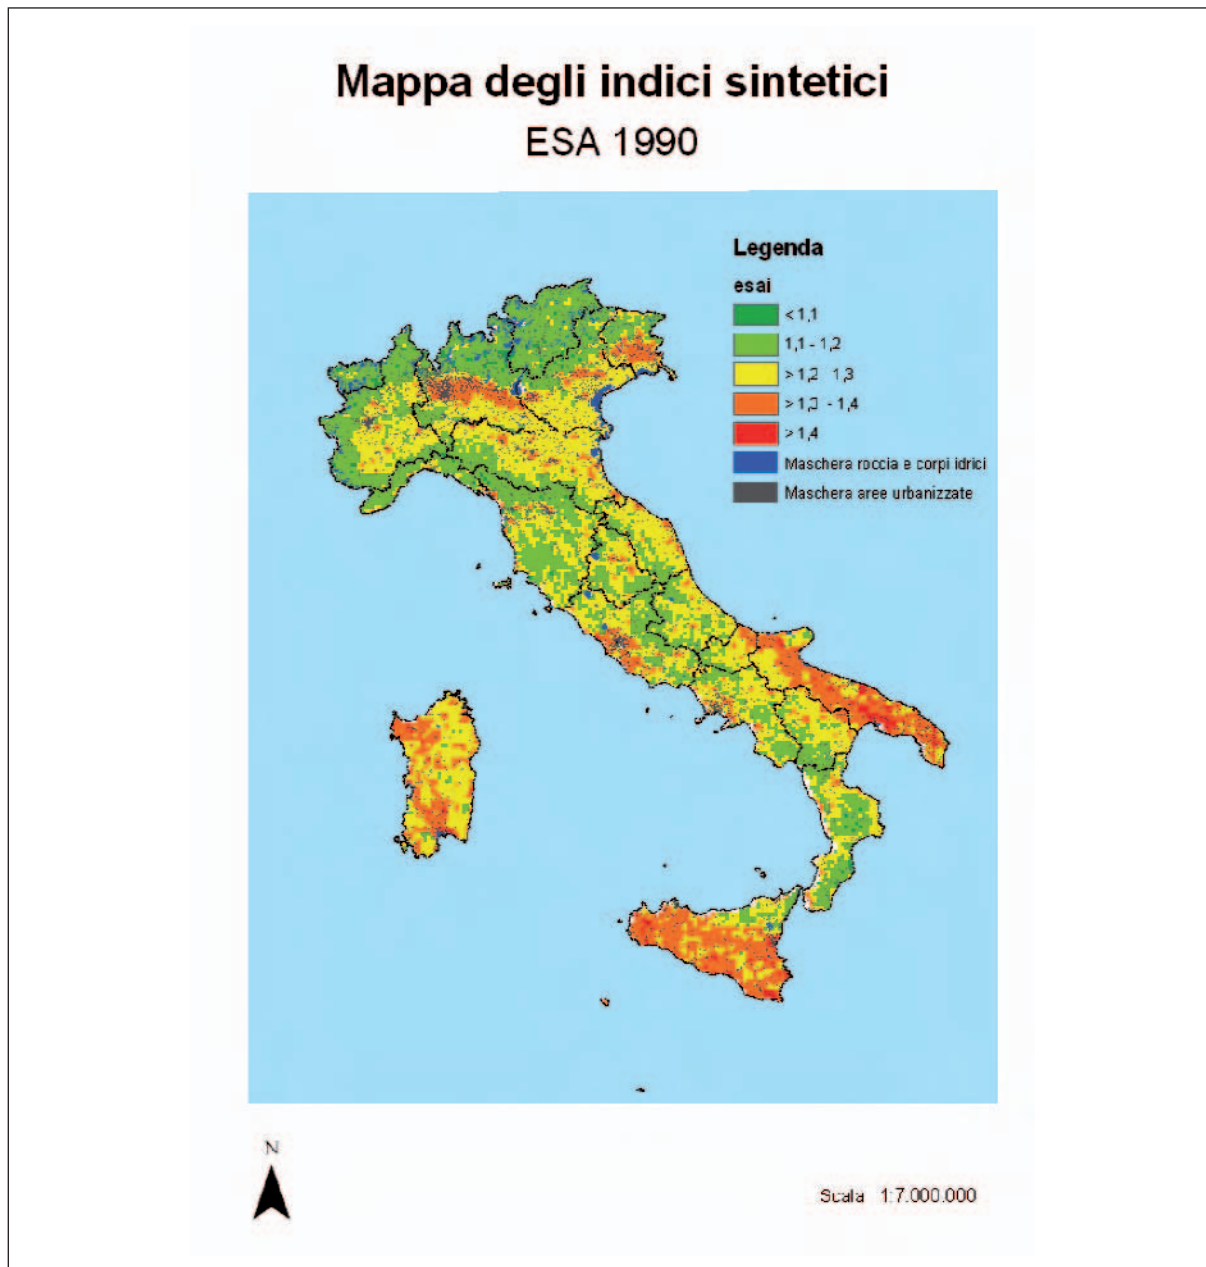 Mappa degli indici sintetici
ESA 1990
Legenda
esai
< 1,1
1,1 - 1,2
> 1,2 - 1,3
> 1,3 - 1,4
> 1,4
Maschera roccia e corpi idrici
Maschera aree urbanizzate
N
Scala 1:7.000.000